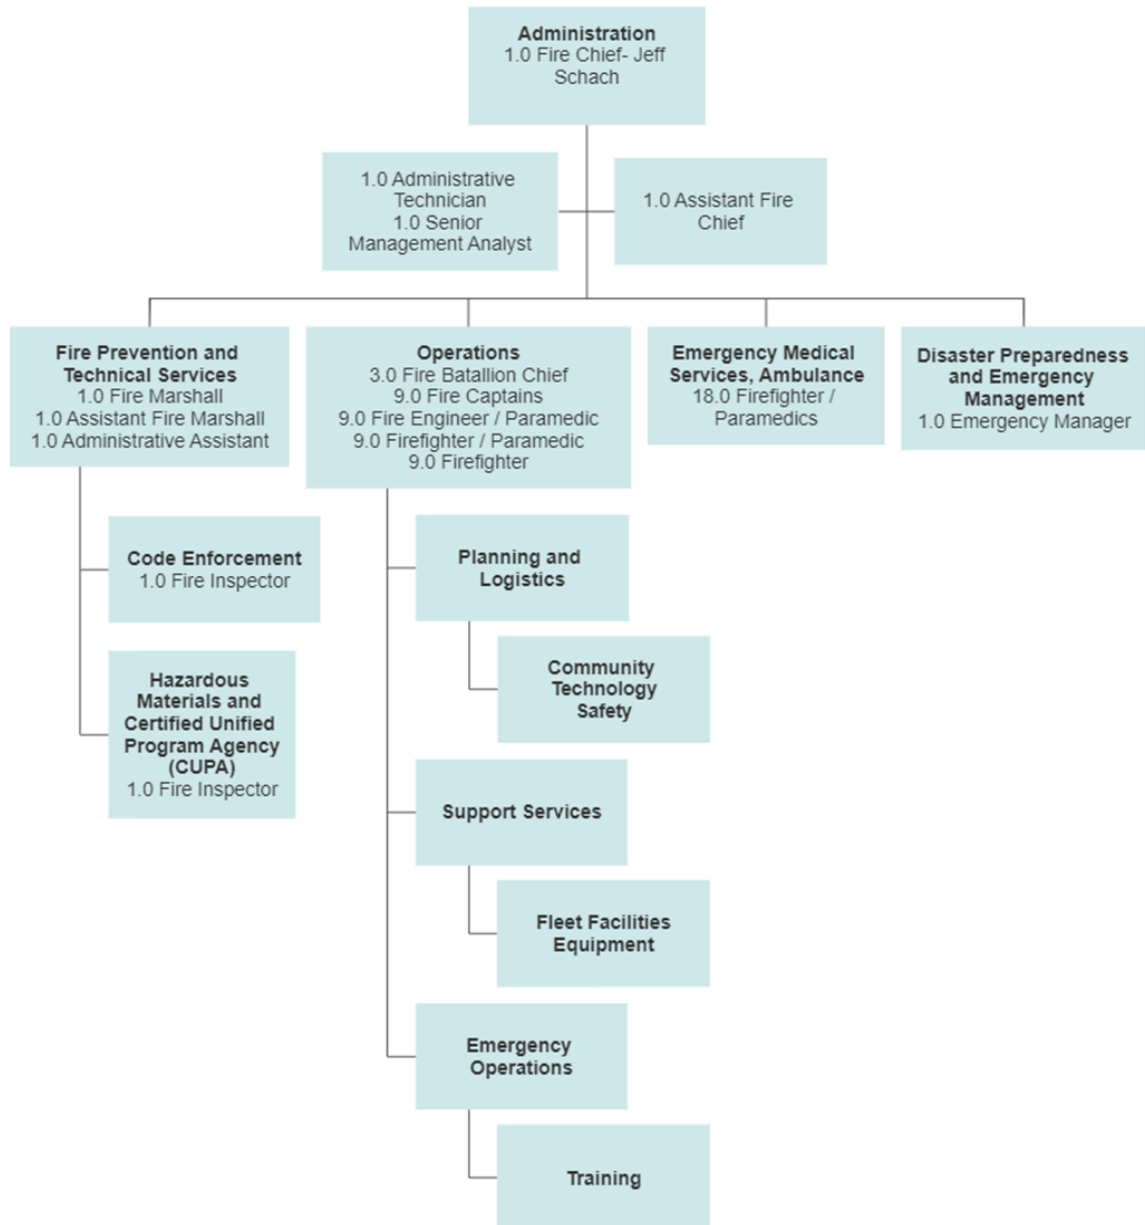 Administration
1.0 Fire Chief- Jeff
Schach
1.0 Administrative
Technician
1.0 Senior
Management Analyst
1.0 Assistant Fire
Chief
Fire Prevention and
Technical Services
1.0 Fire Marshall
1.0 Assistant Fire Marshall
1.0 Administrative Assistant
Operations
3.0 Fire Batallion Chief
9.0 Fire Captains
9.0 Fire Engineer / Paramedic
9.0 Firefighter / Paramedic
9.0 Firefighter
Emergency Medical
Services, Ambulance
18.0 Firefighter /
Paramedics
Disaster Preparedness
and Emergency
Management
1.0 Emergency Manager
Code Enforcement
1.0 Fire Inspector
Hazardous
Materials and
Certified Unified
Program Agency
(CUPA)
1.0 Fire Inspector
Planning and
Logistics
Community
Technology
Safety
Support Services
Fleet Facilities
Equipment
Emergency
Operations
Training